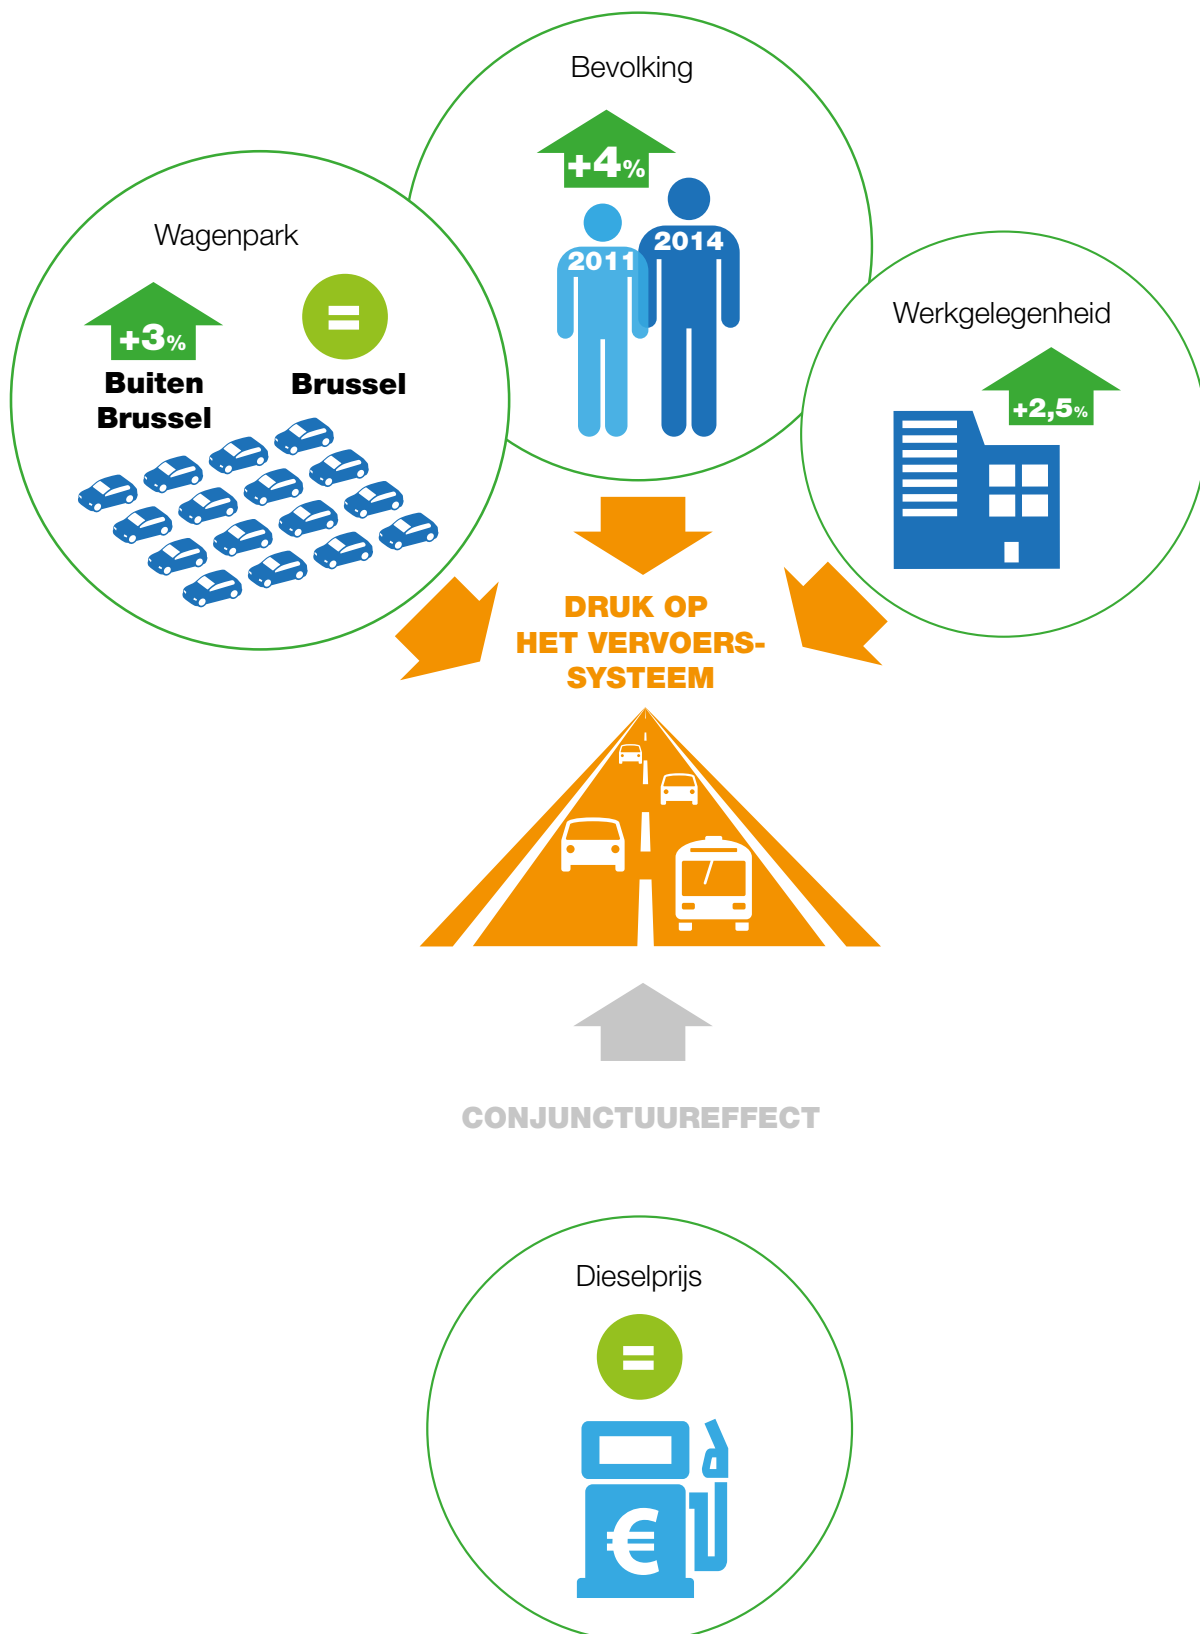 Bevolking
+4%
2011
2014
Wagenpark
+3%
=
Buiten
Brussel
Brussel
Werkgelegenheid
+2,5%
DRUK OP
HET VERVOERS-
SYSTEEM
CONJUNCTUUREFFECT
Dieselprijs
=
€